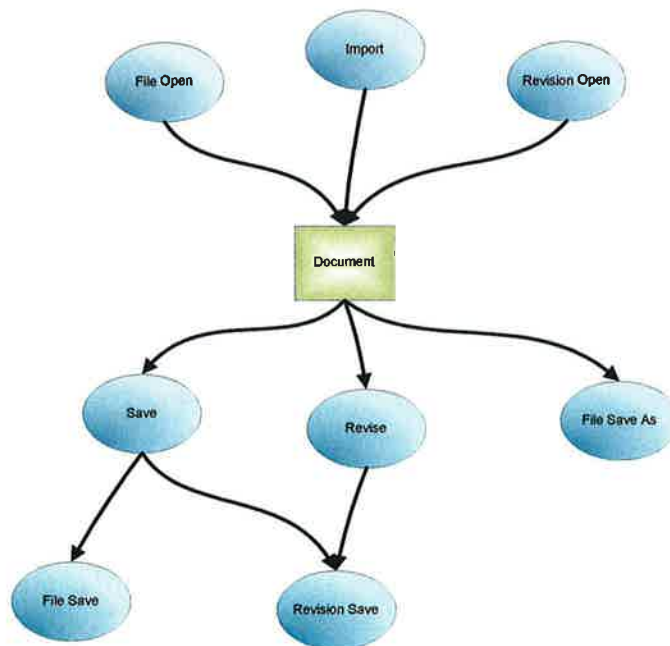 Import
File Open
Revision Open
Document
Save
Revise
File Save As
File Save
Revision Save